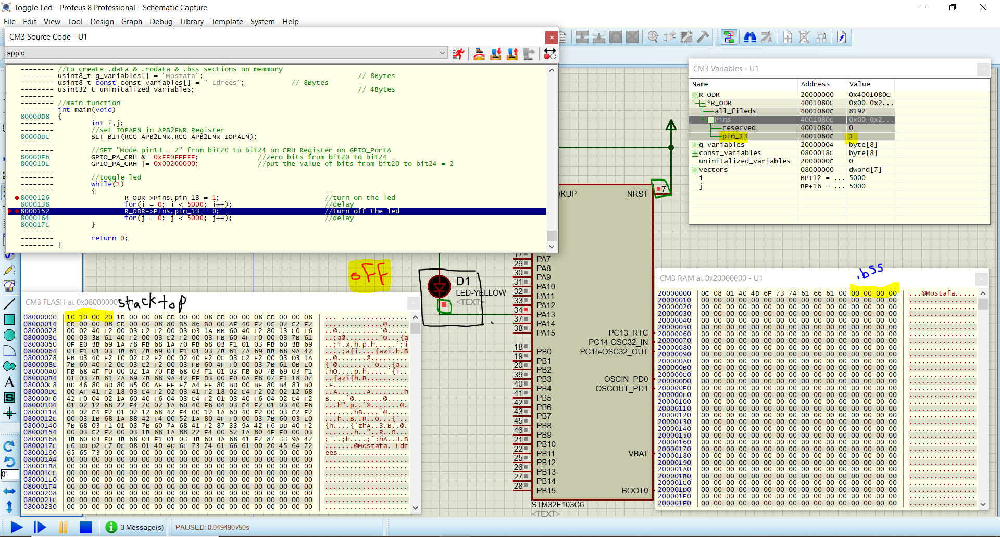 Toggle Led - Proteus 8 Professional - Schematic Capture
File Edit View Tool Design Graph Debug Library Template System Help
CM3 Source Code - U1
app.c
-------- //to create .data & .rodata & .bss sections on memmory
-------- usint8_t g_variables[] = "Mostafa"; // 8Bytes
-------- usint8_t const const_variables[] = " Edrees"; // 8Bytes
-------- usint32_t uninitalized_variables; // 4Bytes
--------
-------- //main function
-------- int main(void)
80000D8 {
-------- int i,j;
-------- //set IOPAEN in APB2ENR Register
80000DE SET_BIT(RCC_APB2ENR,RCC_APB2ENR_IOPAEN);
--------
-------- //SET "Mode pin13 = 2" from bit20 to bit24 on CRH Register on GPIO_PortA
80000F6 GPIO_PA_CRH &= 0xFF0FFFFF; //zero bits from bit20 to bit24
800010E GPIO_PA_CRH |= 0x00200000; //put the value of bits from bit20 to bit24 = 2
--------
-------- //toggle led
-------- while(1)
-------- {
8000126 R_ODR->Pins.pin_13 = 1; //turn on the led
8000138 for(i = 0; i < 5000; i++); //delay
8000152 R_ODR->Pins.pin_13 = 0; //turn off the led
8000164 for(j = 0; j < 5000; j++); //delay
800017E }
--------
-------- return 0;
-------- }
CM3 Variables - U1
Name Address Value
R_ODR 20000000 0x4001080C
*R_ODR 4001080C 0x00 0x2...
all_fileds 4001080C 8192
Pins 4001080C 0x00 0x2...
reserved 4001080C 0
pin_13 4001080C 1
g_variables 20000004 byte[8]
const_variables 0800018C byte[8]
uninitalized_variables 2000000C 0
vectors 08000000 dword[7]
i BP+12 = ... 5000
j BP+16 = ... 5000
7
/KUP NRST
off
D1
LED-YELLOW
<TEXT>
17 PA7
29 PA8
30 PA9
31 PA10
32 PA11
33 PA12
34 PA13
37 PA14
38 PA15
18 PB0
19 PB1
20 PB2
39 PB3
40 PB4
41 PB5
42 PB6
43 PB7
45 PB8
46 PB9
21 PB10
22 PB11
25 PB12
26 PB13
27 PB14
28 PB15
PC13_RTC
PC14-OSC32_IN
PC15-OSC32_OUT
OSCIN_PD0
OSCOUT_PD1
VBAT
BOOT0
STM32F103C6
<TEXT>
CM3 FLASH at 0x08000000
stacktop
08000000 10 10 00 20 1D 00 00 08 CD 00 00 08 CD 00 00 08 CD 00 00 08
08000014 CD 00 00 08 CD 00 00 08 80 B5 86 B0 00 AF 40 F2 0C 02 C2 F2
08000028 00 02 40 F2 00 03 C2 F2 00 03 D3 1A BB 60 40 F2 80 13 C0 F6
0800003C 00 03 3B 61 40 F2 00 03 C2 F2 00 03 FB 60 4F F0 00 03 7B 61
08000050 0F E0 3B 69 1A 78 FB 68 1A 70 FB 68 03 F1 01 03 FB 60 3B 69
08000064 03 F1 01 03 3B 61 7B 69 03 F1 01 03 7B 61 7A 69 BB 68 9A 42
08000078 EB D3 40 F2 10 02 C2 F2 00 02 40 F2 0C 03 C2 F2 00 03 D3 1A
0800008C 7B 60 40 F2 0C 03 C2 F2 00 03 FB 60 4F F0 00 03 7B 61 0B E0
080000A0 FB 68 4F F0 00 02 1A 70 FB 68 03 F1 01 03 FB 60 7B 69 03 F1
080000B4 01 03 7B 61 7A 69 7B 68 9A 42 EF D3 00 F0 0A F8 07 F1 18 07
080000C8 BD 46 80 BD 80 B5 00 AF FF F7 A4 FF 80 BD 00 BF 80 B4 83 B0
080000DC 00 AF 41 F2 18 03 C4 F2 02 03 41 F2 18 02 C4 F2 02 02 12 68
080000F0 42 F0 04 02 1A 60 40 F6 04 03 C4 F2 01 03 40 F6 04 02 C4 F2
08000104 01 02 12 68 22 F4 70 02 1A 60 40 F6 04 03 C4 F2 01 03 40 F6
08000118 04 02 C4 F2 01 02 12 68 42 F4 00 12 1A 60 40 F2 00 03 C2 F2
0800012C 00 03 1B 68 1A 88 42 F4 00 52 1A 80 4F F0 00 03 7B 60 03 E0
08000140 7B 68 03 F1 01 03 7B 60 7A 68 41 F2 87 33 9A 42 F6 DD 40 F2
08000154 00 03 C2 F2 00 03 1B 68 1A 88 22 F4 00 52 1A 80 4F F0 00 03
08000168 3B 60 03 E0 3B 68 03 F1 01 03 3B 60 3A 68 41 F2 87 33 9A 42
0800017C F6 DD D2 E7 0C 08 01 40 4D 6F 73 74 61 66 61 00 20 45 64 72 .......@Mostafa. Edr
08000190 65 65 73 00 00 00 00 00 00 00 00 00 00 00 00 00 00 00 00 00 ees.................
080001A4 00 00 00 00 00 00 00 00 00 00 00 00 00 00 00 00 00 00 00 00
080001B8 00 00 00 00 00 00 00 00 00 00 00 00 00 00 00 00 00 00 00 00
080001CC 00 00 00 00 00 00 00 00 00 00 00 00 00 00 00 00 00 00 00 00
080001E0 00 00 00 00 00 00 00 00 00 00 00 00 00 00 00 00 00 00 00 00
080001F4 00 00 00 00 00 00 00 00 00 00 00 00 00 00 00 00 00 00 00 00
08000208 00 00 00 00 00 00 00 00 00 00 00 00 00 00 00 00 00 00 00 00
0800021C 00 00 00 00 00 00 00 00 00 00 00 00 00 00 00 00 00 00 00 00
08000230 00 00 00 00 00 00 00 00 00 00 00 00 00 00 00 00 00 00 00 00
.bss
CM3 RAM at 0x20000000 - U1
20000000 0C 08 01 40 4D 6F 73 74 61 66 61 00 00 00 00 00 ...@Mostafa.....
20000010 00 00 00 00 00 00 00 00 00 00 00 00 00 00 00 00
20000020 00 00 00 00 00 00 00 00 00 00 00 00 00 00 00 00
20000030 00 00 00 00 00 00 00 00 00 00 00 00 00 00 00 00
20000040 00 00 00 00 00 00 00 00 00 00 00 00 00 00 00 00
20000050 00 00 00 00 00 00 00 00 00 00 00 00 00 00 00 00
20000060 00 00 00 00 00 00 00 00 00 00 00 00 00 00 00 00
20000070 00 00 00 00 00 00 00 00 00 00 00 00 00 00 00 00
20000080 00 00 00 00 00 00 00 00 00 00 00 00 00 00 00 00
20000090 00 00 00 00 00 00 00 00 00 00 00 00 00 00 00 00
200000A0 00 00 00 00 00 00 00 00 00 00 00 00 00 00 00 00
200000B0 00 00 00 00 00 00 00 00 00 00 00 00 00 00 00 00
200000C0 00 00 00 00 00 00 00 00 00 00 00 00 00 00 00 00
200000D0 00 00 00 00 00 00 00 00 00 00 00 00 00 00 00 00
200000E0 00 00 00 00 00 00 00 00 00 00 00 00 00 00 00 00
200000F0 00 00 00 00 00 00 00 00 00 00 00 00 00 00 00 00
20000100 00 00 00 00 00 00 00 00 00 00 00 00 00 00 00 00
20000110 00 00 00 00 00 00 00 00 00 00 00 00 00 00 00 00
20000120 00 00 00 00 00 00 00 00 00 00 00 00 00 00 00 00
20000130 00 00 00 00 00 00 00 00 00 00 00 00 00 00 00 00
20000140 00 00 00 00 00 00 00 00 00 00 00 00 00 00 00 00
20000150 00 00 00 00 00 00 00 00 00 00 00 00 00 00 00 00
20000160 00 00 00 00 00 00 00 00 00 00 00 00 00 00 00 00
20000170 00 00 00 00 00 00 00 00 00 00 00 00 00 00 00 00
20000180 00 00 00 00 00 00 00 00 00 00 00 00 00 00 00 00
20000190 00 00 00 00 00 00 00 00 00 00 00 00 00 00 00 00
200001A0 00 00 00 00 00 00 00 00 00 00 00 00 00 00 00 00
200001B0 00 00 00 00 00 00 00 00 00 00 00 00 00 00 00 00
200001C0 00 00 00 00 00 00 00 00 00 00 00 00 00 00 00 00
200001D0 00 00 00 00 00 00 00 00 00 00 00 00 00 00 00 00
200001E0 00 00 00 00 00 00 00 00 00 00 00 00 00 00 00 00
200001F0 00 00 00 00 00 00 00 00 00 00 00 00 00 00 00 00
0°
3 Message(s) PAUSED: 0.049490750s